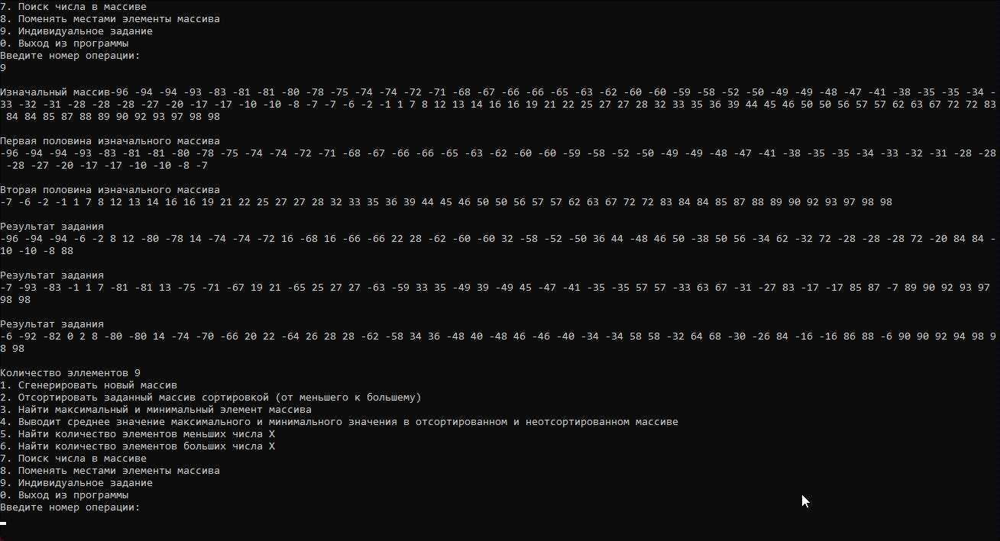 7. Поиск числа в массиве
8. Поменять местами элементы массива
9. Индивидуальное задание
0. Выход из программы
Введите номер операции:
9
Изначальный массив-96 -94 -94 -93 -83 -81 -81 -80 -78 -75 -74 -74 -72 -71 -68 -67 -66 -66 -65 -63 -62 -60 -60 -59 -58 -52 -50 -49 -49 -48 -47 -41 -38 -35 -35 -34 -
33 -32 -31 -28 -28 -28 -27 -20 -17 -17 -10 -10 -8 -7 -7 -6 -2 -1 1 7 8 12 13 14 16 16 19 21 22 25 27 27 28 32 33 35 36 39 44 45 46 50 50 56 57 57 62 63 67 72 72 83
84 84 85 87 88 89 90 92 93 97 98 98
Первая половина изначального массива
-96 -94 -94 -93 -83 -81 -81 -80 -78 -75 -74 -74 -72 -71 -68 -67 -66 -66 -65 -63 -62 -60 -60 -59 -58 -52 -50 -49 -49 -48 -47 -41 -38 -35 -35 -34 -33 -32 -31 -28 -28
-28 -27 -20 -17 -17 -10 -10 -8 -7
Вторая половина изначального массива
-7 -6 -2 -1 1 7 8 12 13 14 16 16 19 21 22 25 27 27 28 32 33 35 36 39 44 45 46 50 50 56 57 57 62 63 67 72 72 83 84 84 85 87 88 89 90 92 93 97 98 98
Результат задания
-96 -94 -94 -6 -2 8 12 -80 -78 14 -74 -74 -72 16 -68 16 -66 -66 22 28 -62 -60 -60 32 -58 -52 -50 36 44 -48 46 50 -38 50 56 -34 62 -32 72 -28 -28 -28 72 -20 84 84 -
10 -10 -8 88
Результат задания
-7 -93 -83 -1 1 7 -81 -81 13 -75 -71 -67 19 21 -65 25 27 27 -63 -59 33 35 -49 39 -49 45 -47 -41 -35 -35 57 57 -33 63 67 -31 -27 83 -17 -17 85 87 -7 89 90 92 93 97
98 98
Результат задания
-6 -92 -82 0 2 8 -80 -80 14 -74 -70 -66 20 22 -64 26 28 28 -62 -58 34 36 -48 40 -48 46 -46 -40 -34 -34 58 58 -32 64 68 -30 -26 84 -16 -16 86 88 -6 90 90 92 94 98 9
8 98
Количество эллементов 9
1. Сгенерировать новый массив
2. Отсортировать заданный массив сортировкой (от меньшего к большему)
3. Найти максимальный и минимальный элемент массива
4. Выводит среднее значение максимального и минимального значения в отсортированном и неотсортированном массиве
5. Найти количество элементов меньших числа X
6. Найти количество элементов больших числа X
7. Поиск числа в массиве
8. Поменять местами элементы массива
9. Индивидуальное задание
0. Выход из программы
Введите номер операции: